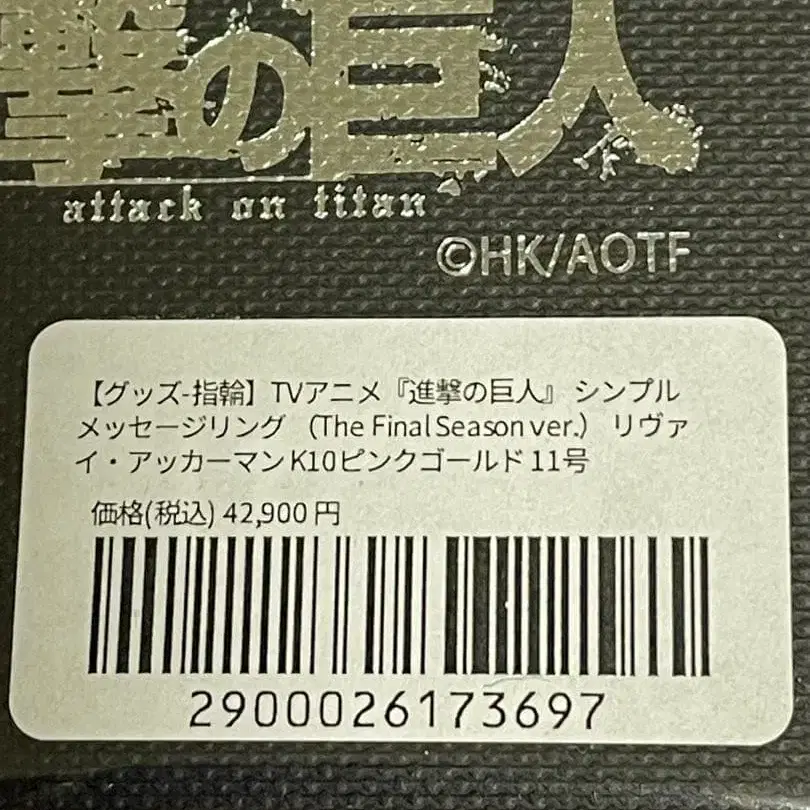 撃の巨人
attack on titan
©HK/AOTF
【グッズ-指輪】TVアニメ『進撃の巨人』 シンプル
メッセージリング （The Final Season ver.） リヴァ
イ・アッカーマン K10ピンクゴールド 11号
価格(税込) 42,900 円
2900026173697